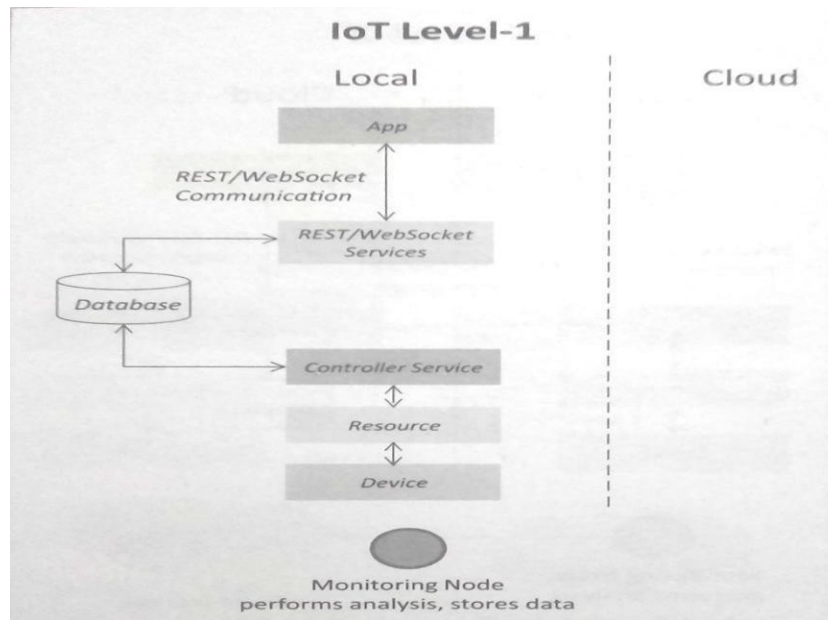 IoT Level-1
Local
Cloud
App
REST/WebSocket
Communication
REST/WebSocket
Services
Database
Controller Service
Resource
Device
Monitoring Node
performs analysis, stores data